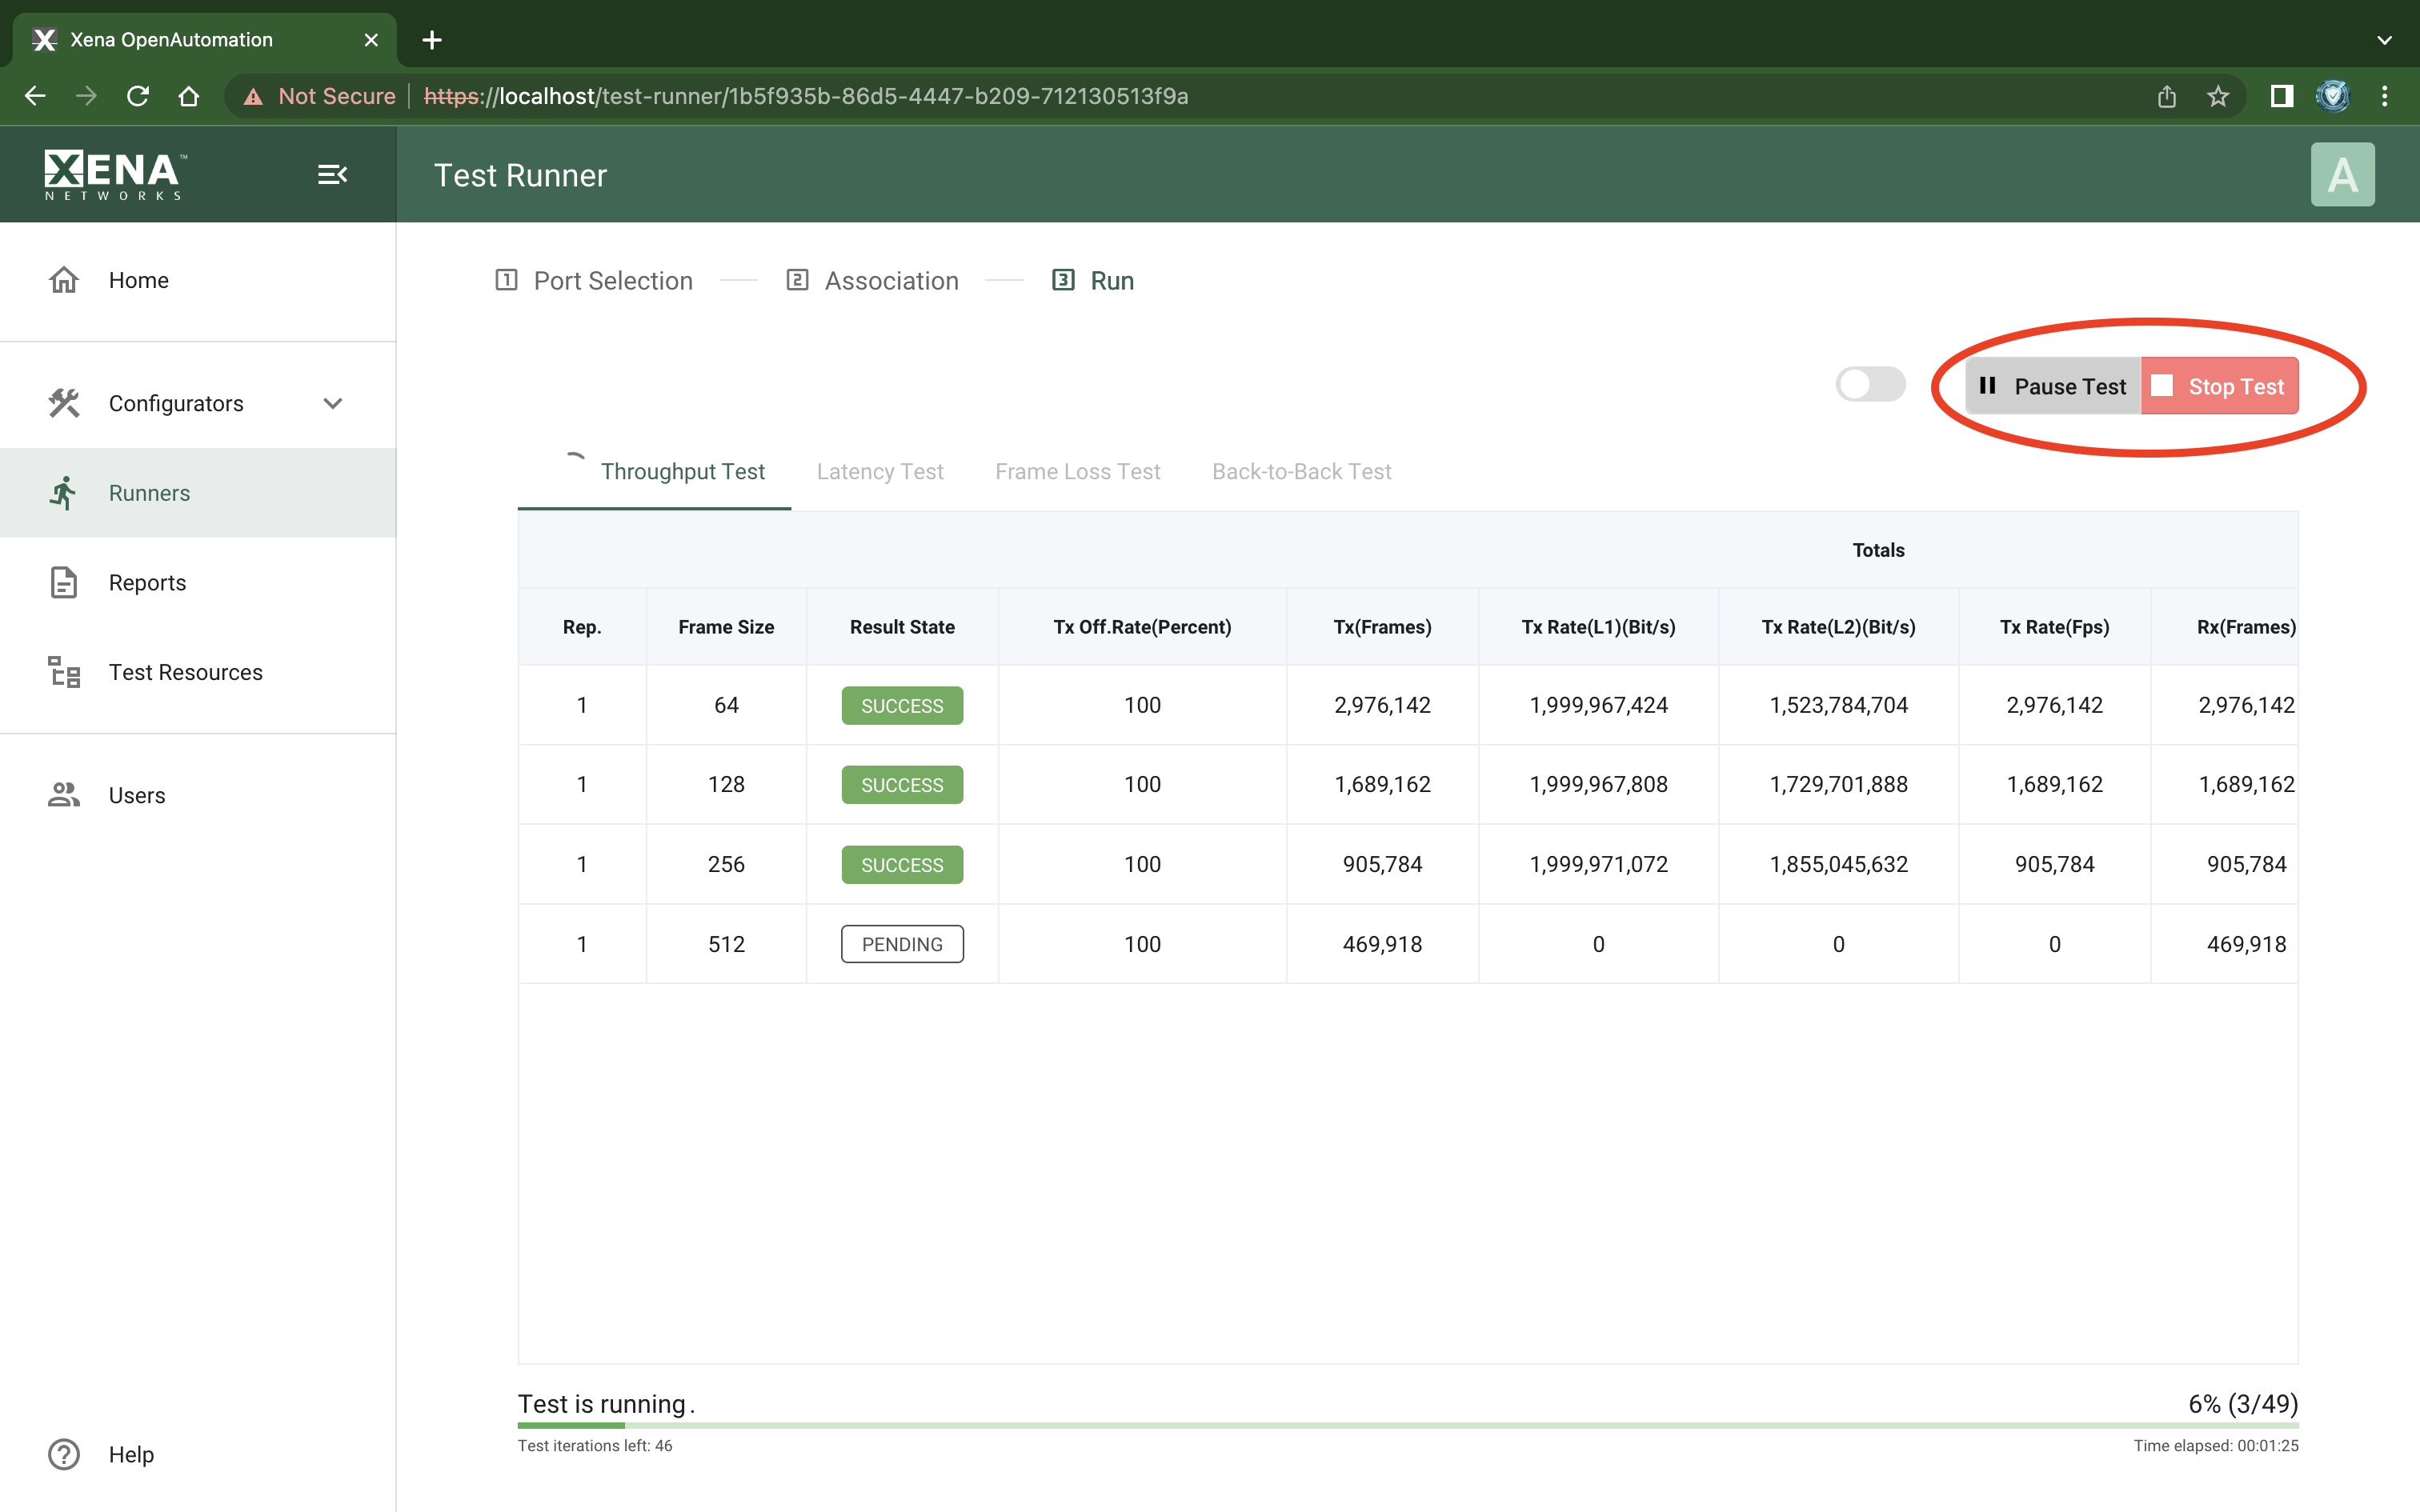 Xena OpenAutomation
Not Secure https://localhost/test-runner/1b5f935b-86d5-4447-b209-712130513f9a
XENA™
NETWORKS
Test Runner
A
Home
Configurators
Runners
Reports
Test Resources
Users
Help
1 Port Selection 2 Association 3 Run
Pause Test Stop Test
Throughput Test Latency Test Frame Loss Test Back-to-Back Test
Totals
Rep. Frame Size Result State Tx Off.Rate(Percent) Tx(Frames) Tx Rate(L1)(Bit/s) Tx Rate(L2)(Bit/s) Tx Rate(Fps) Rx(Frames)
1 64 SUCCESS 100 2,976,142 1,999,967,424 1,523,784,704 2,976,142 2,976,142
1 128 SUCCESS 100 1,689,162 1,999,967,808 1,729,701,888 1,689,162 1,689,162
1 256 SUCCESS 100 905,784 1,999,971,072 1,855,045,632 905,784 905,784
1 512 PENDING 100 469,918 0 0 0 469,918
Test is running. 6% (3/49)
Test iterations left: 46 Time elapsed: 00:01:25